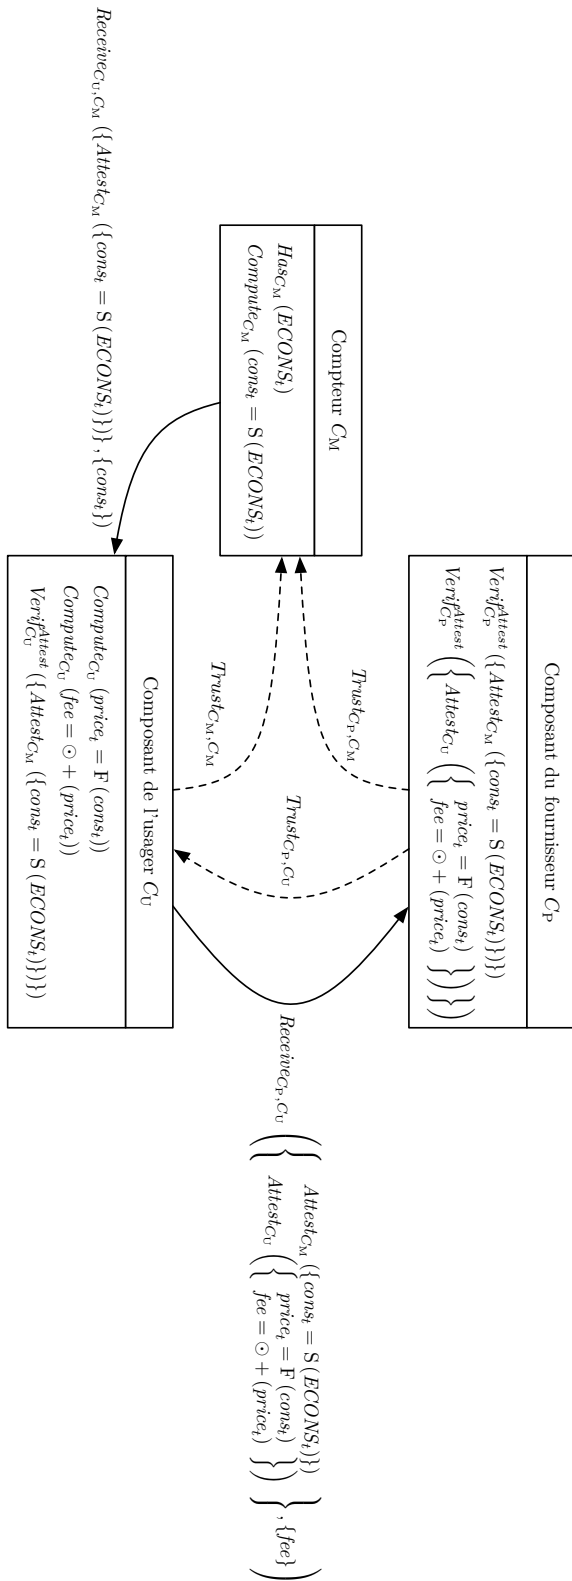 Composant du fournisseur C_P
Verif^{Attest}_{C_P} ({Attest_{C_M} ({cons_t = S (ECONS_t)})})
Verif^{Attest}_{C_P} ({Attest_{C_U} ({ price_t = F (cons_t)
fee = ⊙ + (price_t) })})
Compteur C_M
Has_{C_M} (ECONS_t)
Compute_{C_M} (cons_t = S (ECONS_t))
Trust_{C_P,C_M}
Trust_{C_P,C_U}
Trust_{C_M,C_M}
Receive_{C_P,C_U} ({ Attest_{C_M} ({cons_t = S (ECONS_t)})
Attest_{C_U} ({ price_t = F (cons_t)
fee = ⊙ + (price_t) }) } , {fee})
Composant de l'usager C_U
Compute_{C_U} (price_t = F (cons_t))
Compute_{C_U} (fee = ⊙ + (price_t))
Verif^{Attest}_{C_U} ({Attest_{C_M} ({cons_t = S (ECONS_t)})})
Receive_{C_U,C_M} ({Attest_{C_M} ({cons_t = S (ECONS_t)})} , {cons_t})